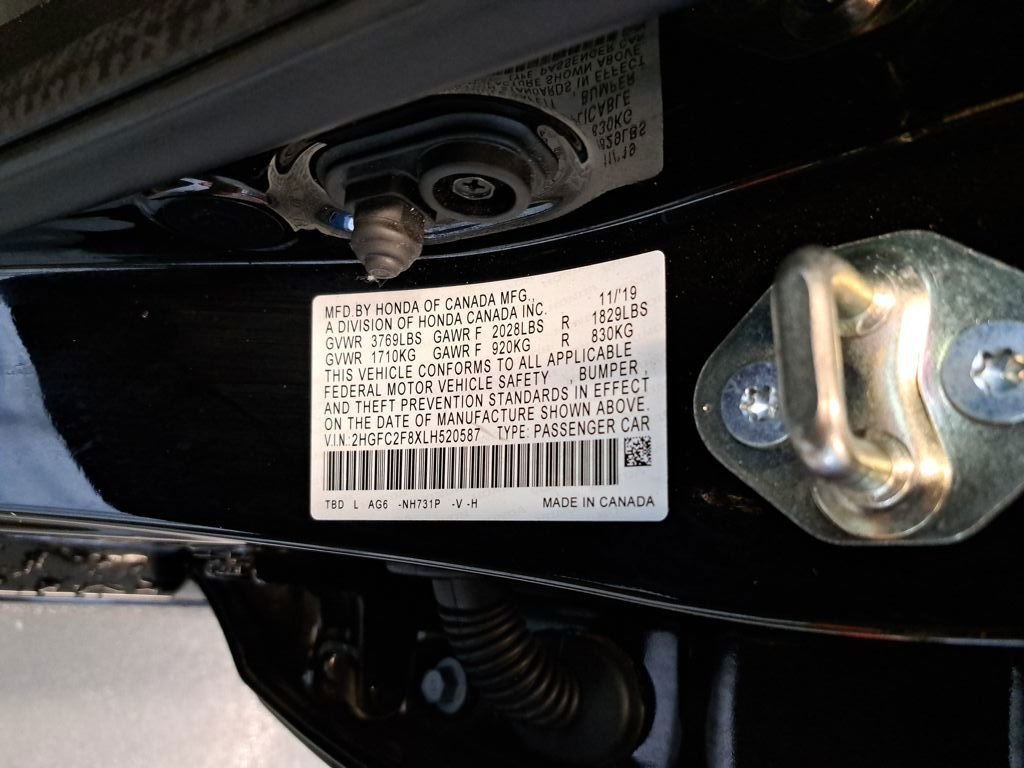 MFD.BY HONDA OF CANADA MFG., 11/'19
A DIVISION OF HONDA CANADA INC.
GVWR 3769LBS GAWR F 2028LBS R 1829LBS
GVWR 1710KG GAWR F 920KG R 830KG
THIS VEHICLE CONFORMS TO ALL APPLICABLE
FEDERAL MOTOR VEHICLE SAFETY , BUMPER,
AND THEFT PREVENTION STANDARDS IN EFFECT
ON THE DATE OF MANUFACTURE SHOWN ABOVE.
V.I.N.: 2HGFC2F8XLH520587 TYPE: PASSENGER CAR
TBD L AG6 -NH731P -V -H MADE IN CANADA